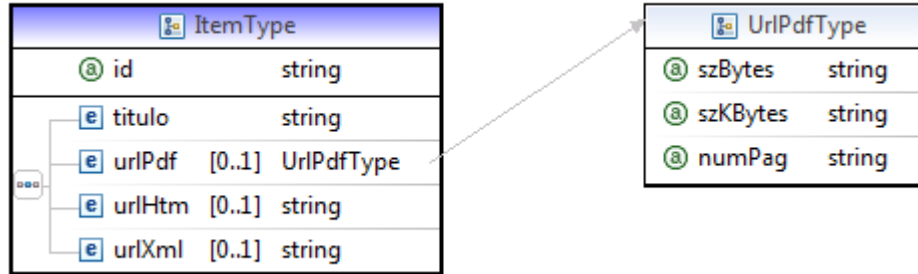 ItemType
a id string
e titulo string
e urlPdf [0..1] UrlPdfType
e urlHtm [0..1] string
e urlXml [0..1] string
UrlPdfType
a szBytes string
a szKBytes string
a numPag string